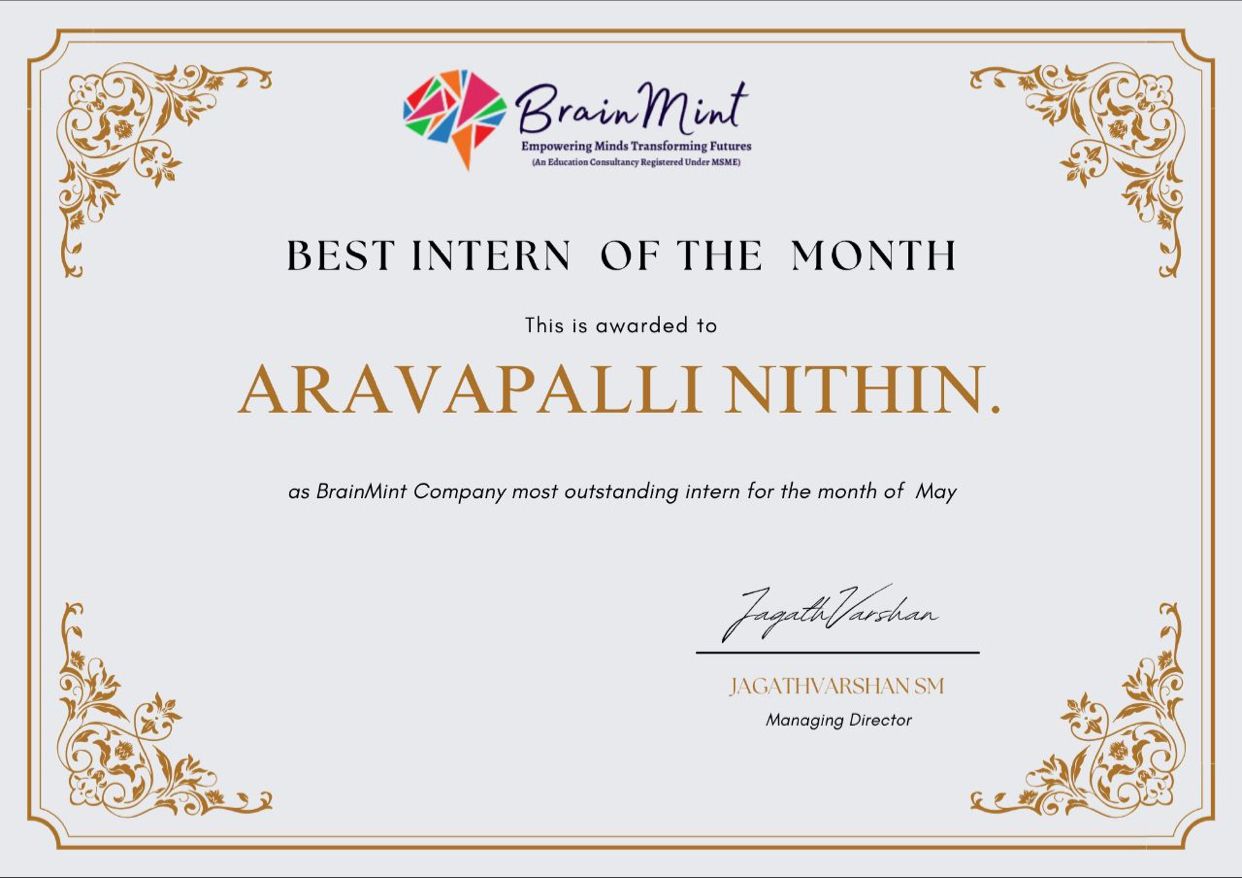 BrainMint
Empowering Minds Transforming Futures
(An Education Consultancy Registered Under MSME)
BEST INTERN OF THE MONTH
This is awarded to
ARAVAPALLI NITHIN.
as BrainMint Company most outstanding intern for the month of May
JagathVarshan
JAGATHVARSHAN SM
Managing Director